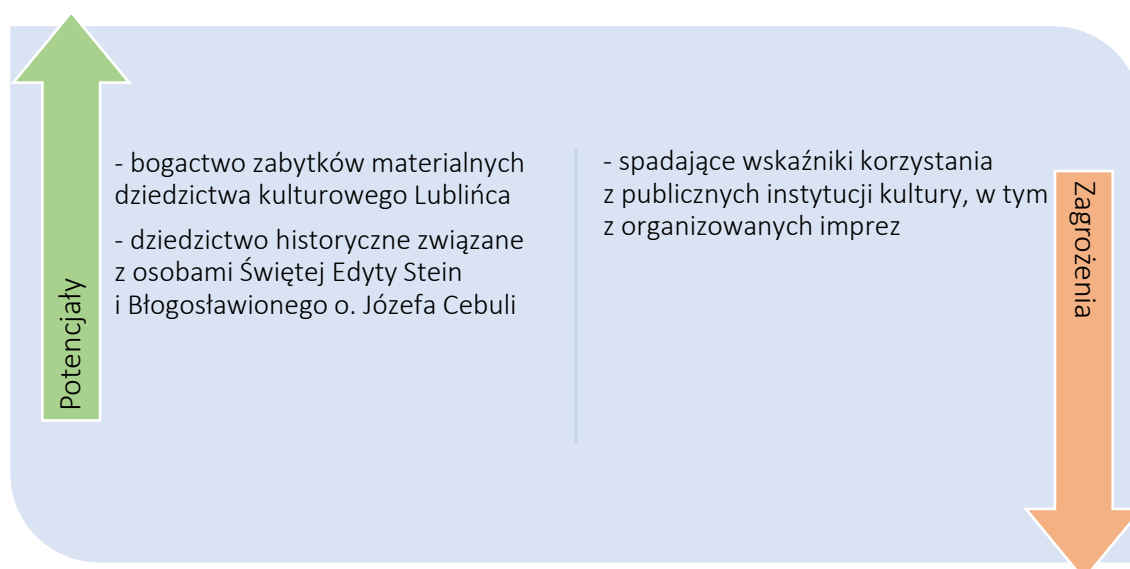 Potencjały
- bogactwo zabytków materialnych
dziedzictwa kulturowego Lublińca
- dziedzictwo historyczne związane
z osobami Świętej Edyty Stein
i Błogosławionego o. Józefa Cebuli
- spadające wskaźniki korzystania
z publicznych instytucji kultury, w tym
z organizowanych imprez
Zagrożenia